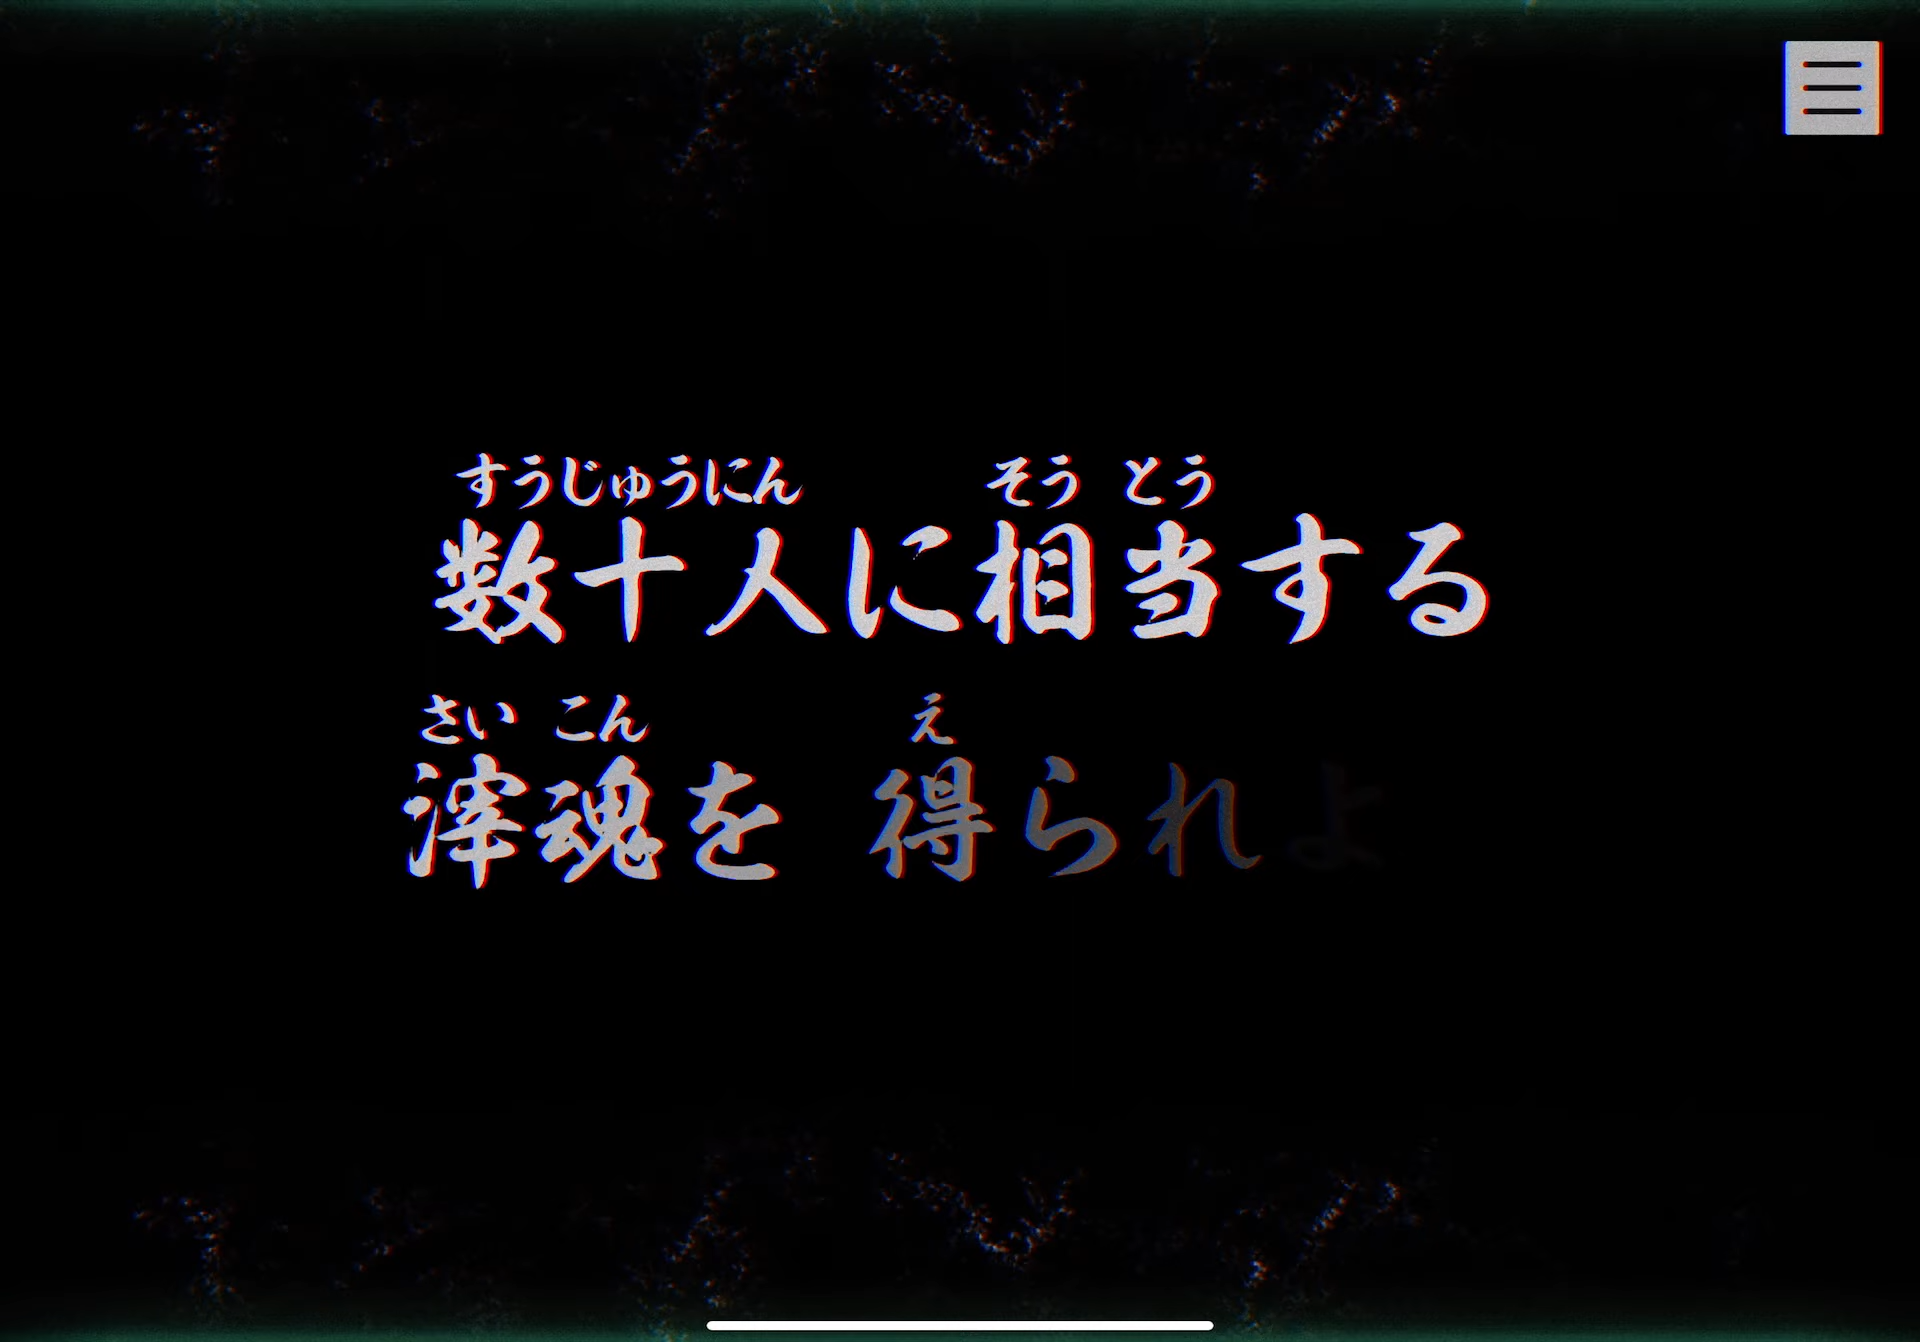 すうじゅうにん そう とう
数十人に相当する
さい こん え
滓魂を 得られよ